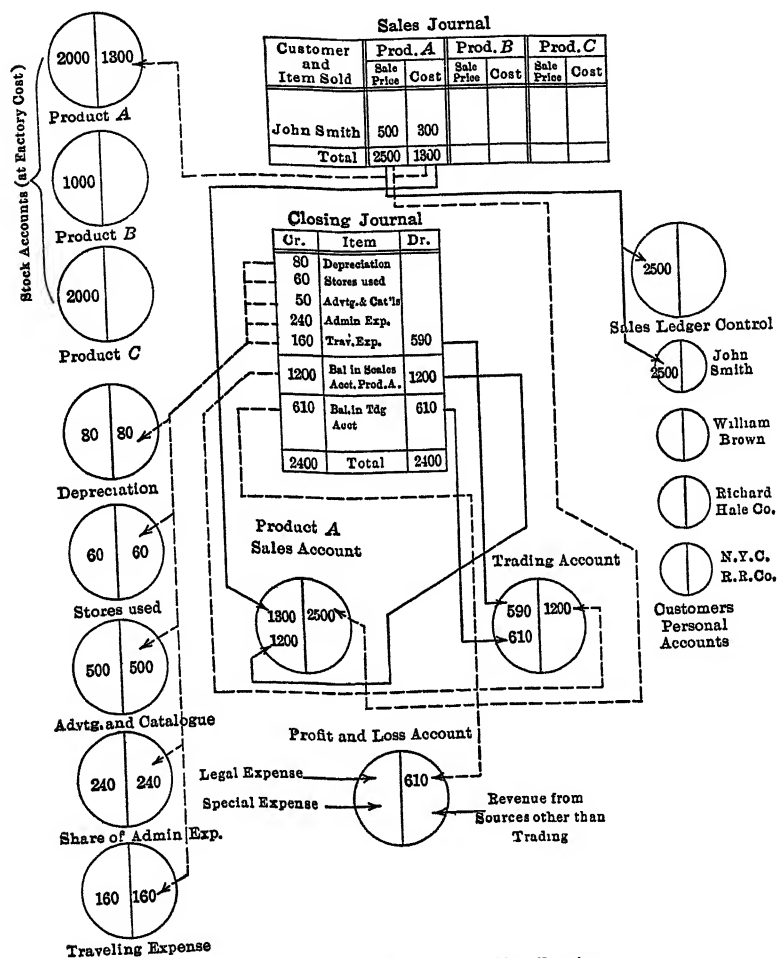 Sales Journal
Customer and Item Sold
Prod. A
Prod. B
Prod. C
Sale Price
Cost
Sale Price
Cost
Sale Price
Cost
John Smith 500 300
Total 2500 1300
Stock Accounts (at Factory Cost)
2000 1300
Product A
1000
Product B
2000
Product C
Closing Journal
Cr. Item Dr.
80 Depreciation
60 Stores used
50 Advtg. & Cat'ls
240 Admin Exp.
160 Trav. Exp. 590
1200 Bal in Scales 1200
Acct. Prod. A.
610 Bal. in Tdg 610
Acct
2400 Total 2400
2500
Sales Ledger Control
2500
John
Smith
William
Brown
Richard
Hale Co.
N.Y.C.
R.R. Co.
Customers
Personal
Accounts
80 80
Depreciation
60 60
Stores used
500 500
Advtg. and Catalogue
240 240
Share of Admin Exp.
160 160
Traveling Expense
Product A
Sales Account
1300 2500
1200
Trading Account
590 1200
610
Profit and Loss Account
Legal Expense
Special Expense
610
Revenue from
Sources other than
Trading